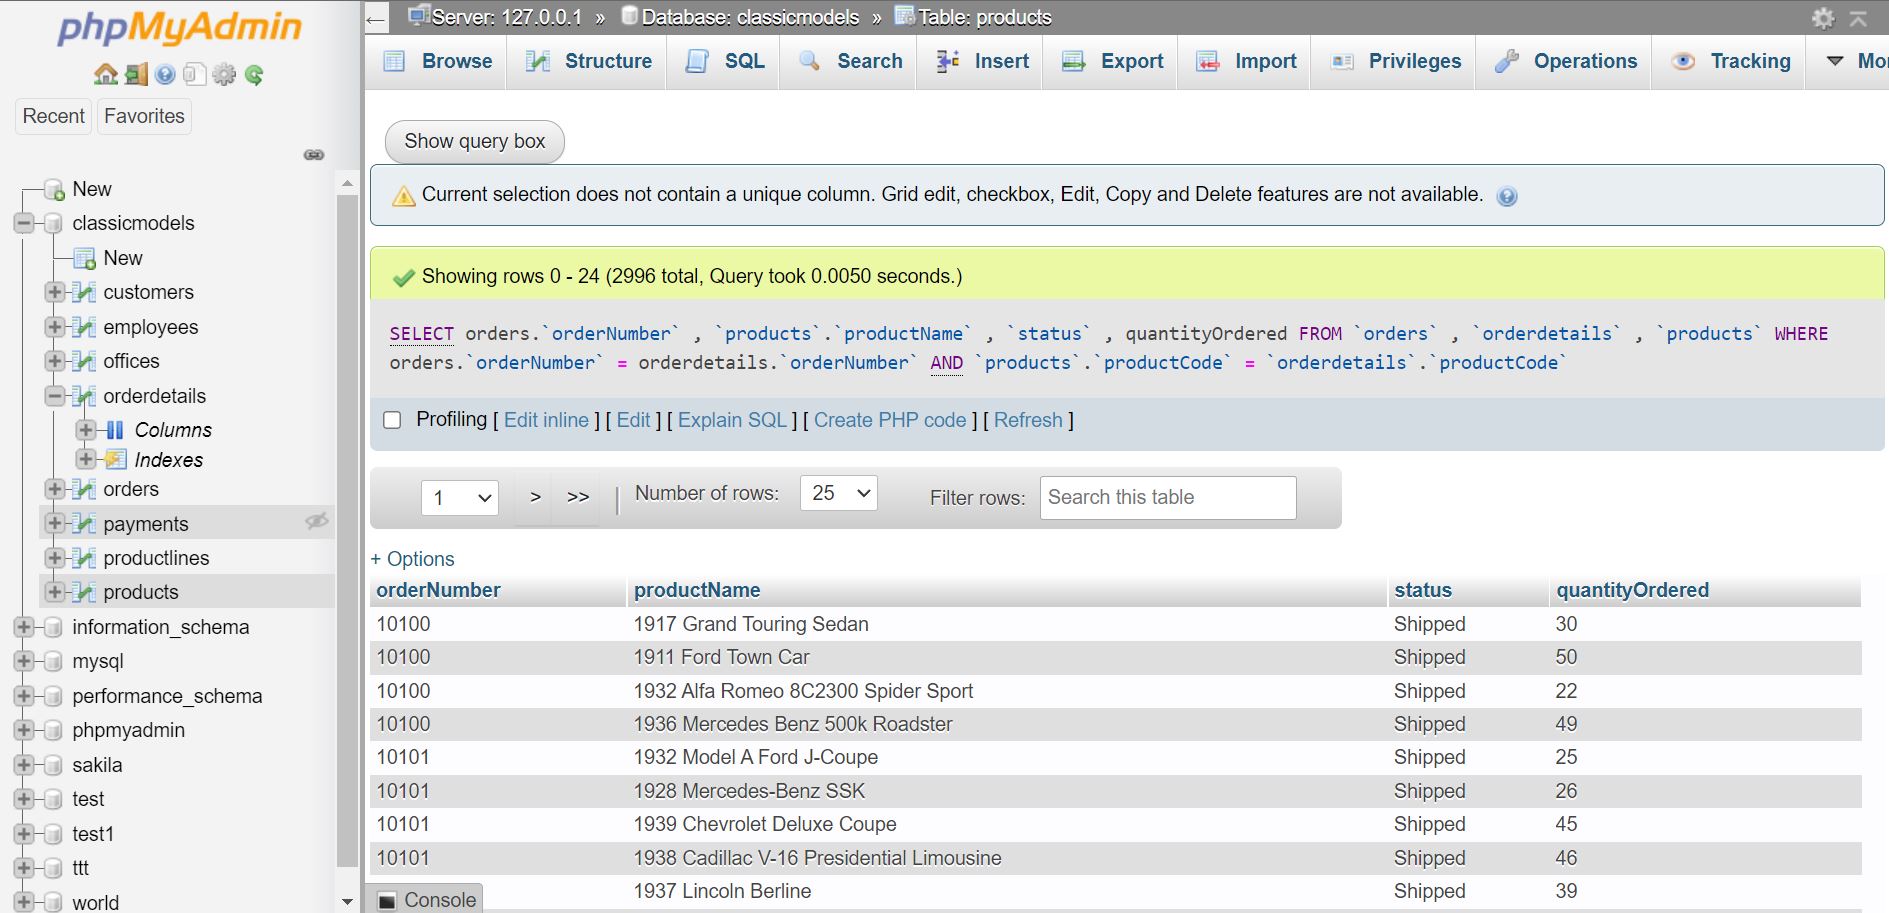 phpMyAdmin
Recent Favorites
New
classicmodels
New
customers
employees
offices
orderdetails
Columns
Indexes
orders
payments
productlines
products
information_schema
mysql
performance_schema
phpmyadmin
sakila
test
test1
ttt
world
Server: 127.0.0.1 » Database: classicmodels » Table: products
Browse Structure SQL Search Insert Export Import Privileges Operations Tracking
Show query box
Current selection does not contain a unique column. Grid edit, checkbox, Edit, Copy and Delete features are not available.
Showing rows 0 - 24 (2996 total, Query took 0.0050 seconds.)
SELECT orders.`orderNumber` , `products`.`productName` , `status` , quantityOrdered FROM `orders` , `orderdetails` , `products` WHERE
orders.`orderNumber` = orderdetails.`orderNumber` AND `products`.`productCode` = `orderdetails`.`productCode`
Profiling [ Edit inline ] [ Edit ] [ Explain SQL ] [ Create PHP code ] [ Refresh ]
1 > >> | Number of rows: 25 Filter rows: Search this table
+ Options
orderNumber productName status quantityOrdered
10100 1917 Grand Touring Sedan Shipped 30
10100 1911 Ford Town Car Shipped 50
10100 1932 Alfa Romeo 8C2300 Spider Sport Shipped 22
10100 1936 Mercedes Benz 500k Roadster Shipped 49
10101 1932 Model A Ford J-Coupe Shipped 25
10101 1928 Mercedes-Benz SSK Shipped 26
10101 1939 Chevrolet Deluxe Coupe Shipped 45
10101 1938 Cadillac V-16 Presidential Limousine Shipped 46
1937 Lincoln Berline Shipped 39
Console